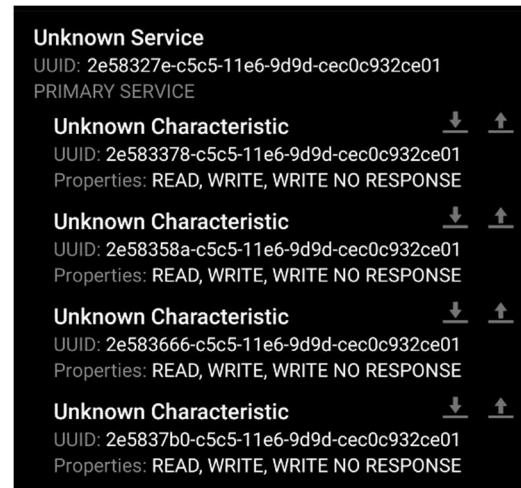 Unknown Service
UUID: 2e58327e-c5c5-11e6-9d9d-cec0c932ce01
PRIMARY SERVICE
Unknown Characteristic
UUID: 2e583378-c5c5-11e6-9d9d-cec0c932ce01
Properties: READ, WRITE, WRITE NO RESPONSE
Unknown Characteristic
UUID: 2e58358a-c5c5-11e6-9d9d-cec0c932ce01
Properties: READ, WRITE, WRITE NO RESPONSE
Unknown Characteristic
UUID: 2e583666-c5c5-11e6-9d9d-cec0c932ce01
Properties: READ, WRITE, WRITE NO RESPONSE
Unknown Characteristic
UUID: 2e5837b0-c5c5-11e6-9d9d-cec0c932ce01
Properties: READ, WRITE, WRITE NO RESPONSE